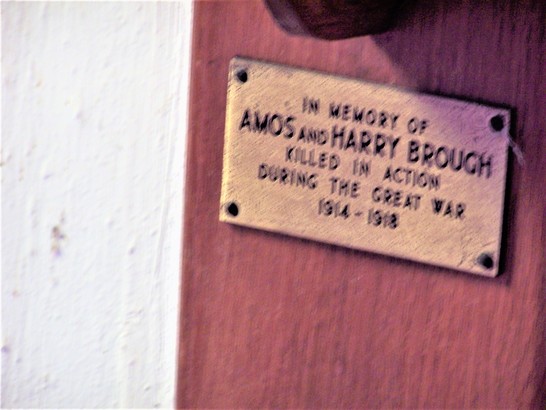 IN MEMORY OF
AMOS AND HARRY BROUGH
KILLED IN ACTION
DURING THE GREAT WAR
1914 - 1918